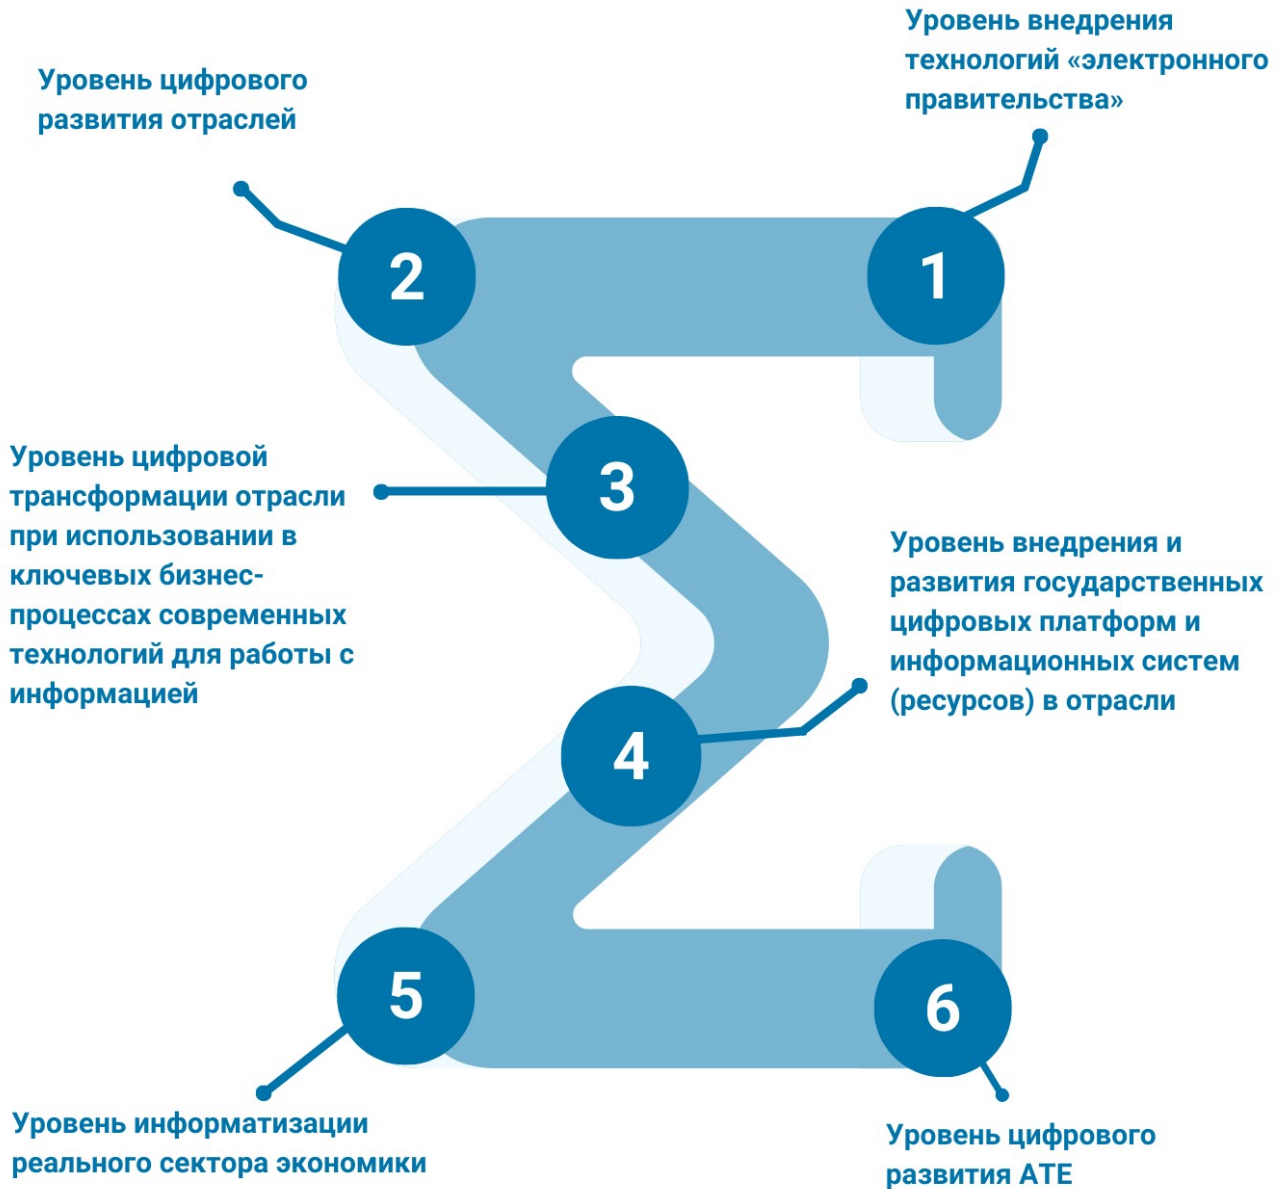 Уровень внедрения
технологий «электронного
правительства»
1
Уровень цифрового
развития отраслей
2
Уровень цифровой
трансформации отрасли
при использовании в
ключевых бизнес-
процессах современных
технологий для работы с
информацией
3
Уровень внедрения и
развития государственных
цифровых платформ и
информационных систем
(ресурсов) в отрасли
4
5
Уровень информатизации
реального сектора экономики
6
Уровень цифрового
развития АТЕ